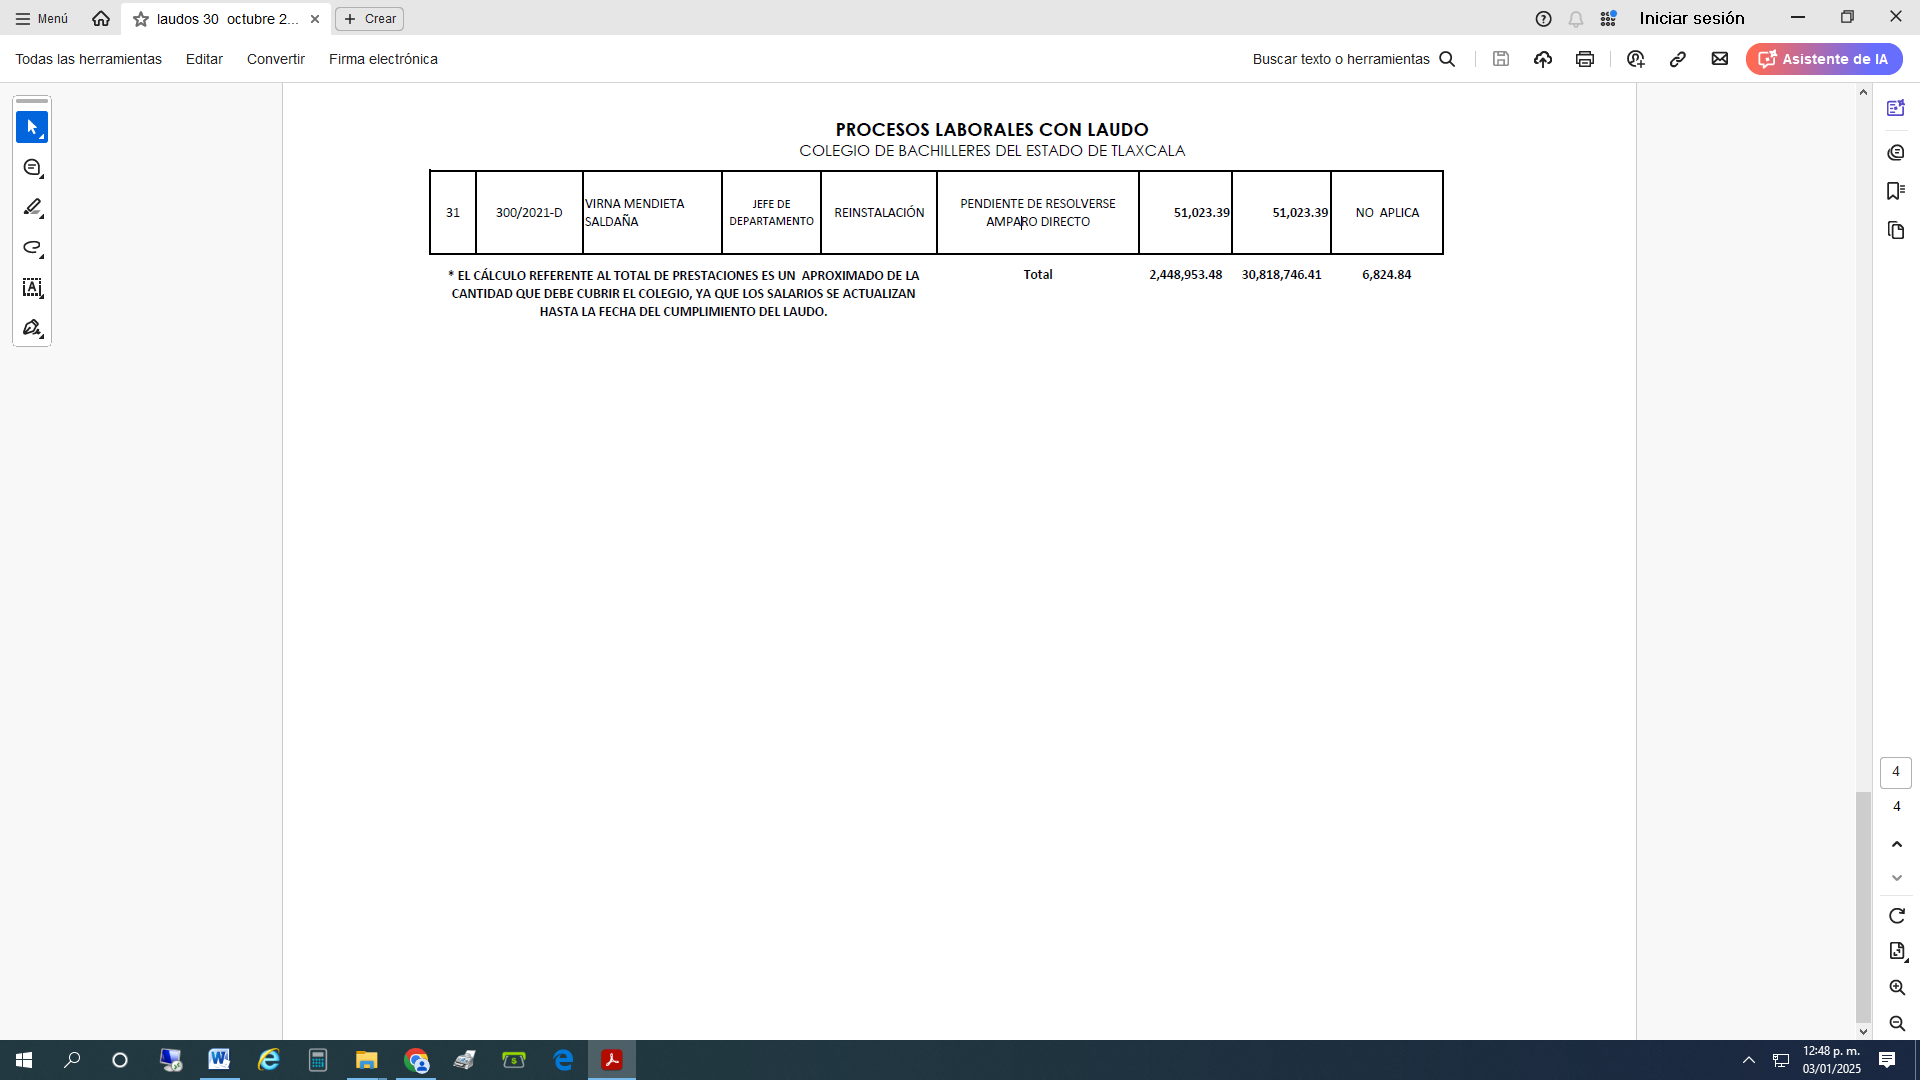 Menú
laudos 30 octubre 2...
Crear
Iniciar sesión
Todas las herramientas
Editar
Convertir
Firma electrónica
Buscar texto o herramientas
Asistente de IA
PROCESOS LABORALES CON LAUDO
COLEGIO DE BACHILLERES DEL ESTADO DE TLAXCALA
31
300/2021-D
VIRNA MENDIETA
SALDAÑA
JEFE DE
DEPARTAMENTO
REINSTALACIÓN
PENDIENTE DE RESOLVERSE
AMPARO DIRECTO
51,023.39
51,023.39
NO APLICA
* EL CÁLCULO REFERENTE AL TOTAL DE PRESTACIONES ES UN APROXIMADO DE LA
CANTIDAD QUE DEBE CUBRIR EL COLEGIO, YA QUE LOS SALARIOS SE ACTUALIZAN
HASTA LA FECHA DEL CUMPLIMIENTO DEL LAUDO.
Total
2,448,953.48
30,818,746.41
6,824.84
4
4
12:48 p. m.
03/01/2025